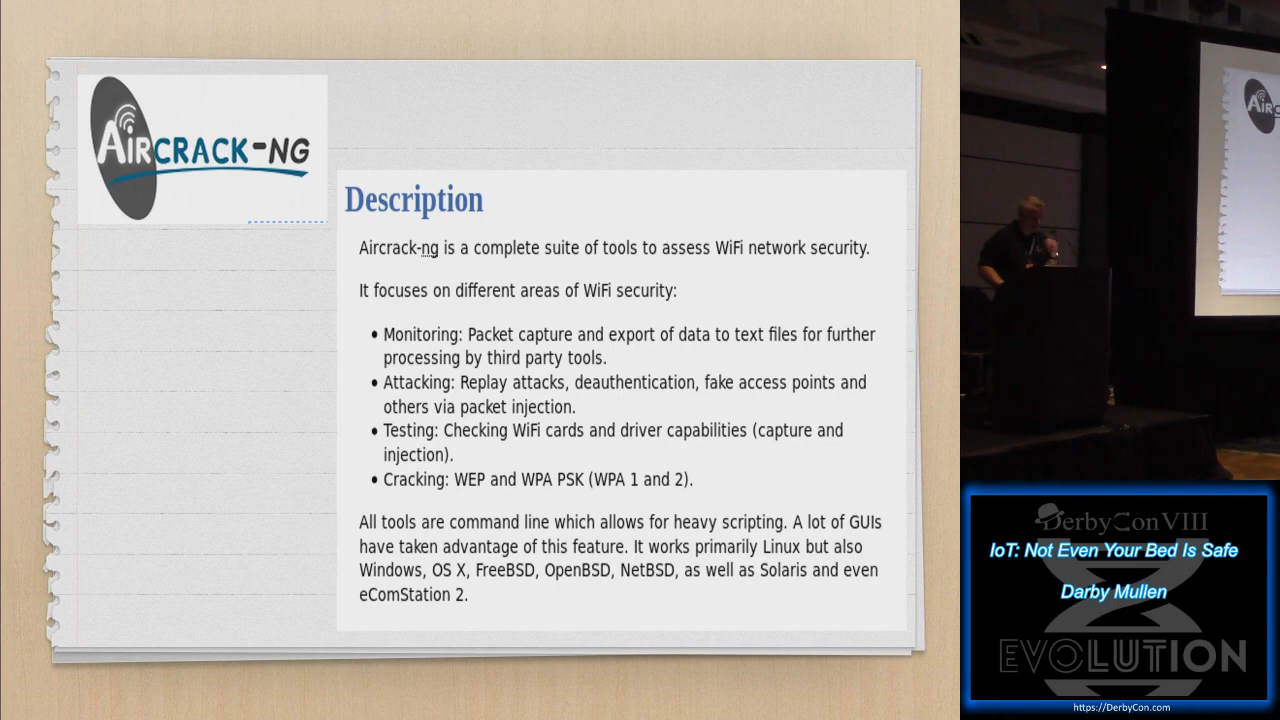 AIRCRACK-NG
Description
Aircrack-ng is a complete suite of tools to assess WiFi network security.
It focuses on different areas of WiFi security:
• Monitoring: Packet capture and export of data to text files for further
processing by third party tools.
• Attacking: Replay attacks, deauthentication, fake access points and
others via packet injection.
• Testing: Checking WiFi cards and driver capabilities (capture and
injection).
• Cracking: WEP and WPA PSK (WPA 1 and 2).
All tools are command line which allows for heavy scripting. A lot of GUIs
have taken advantage of this feature. It works primarily Linux but also
Windows, OS X, FreeBSD, OpenBSD, NetBSD, as well as Solaris and even
eComStation 2.
DerbyCon VIII
IoT: Not Even Your Bed Is Safe
Darby Mullen
EVOLUTION
https://DerbyCon.com